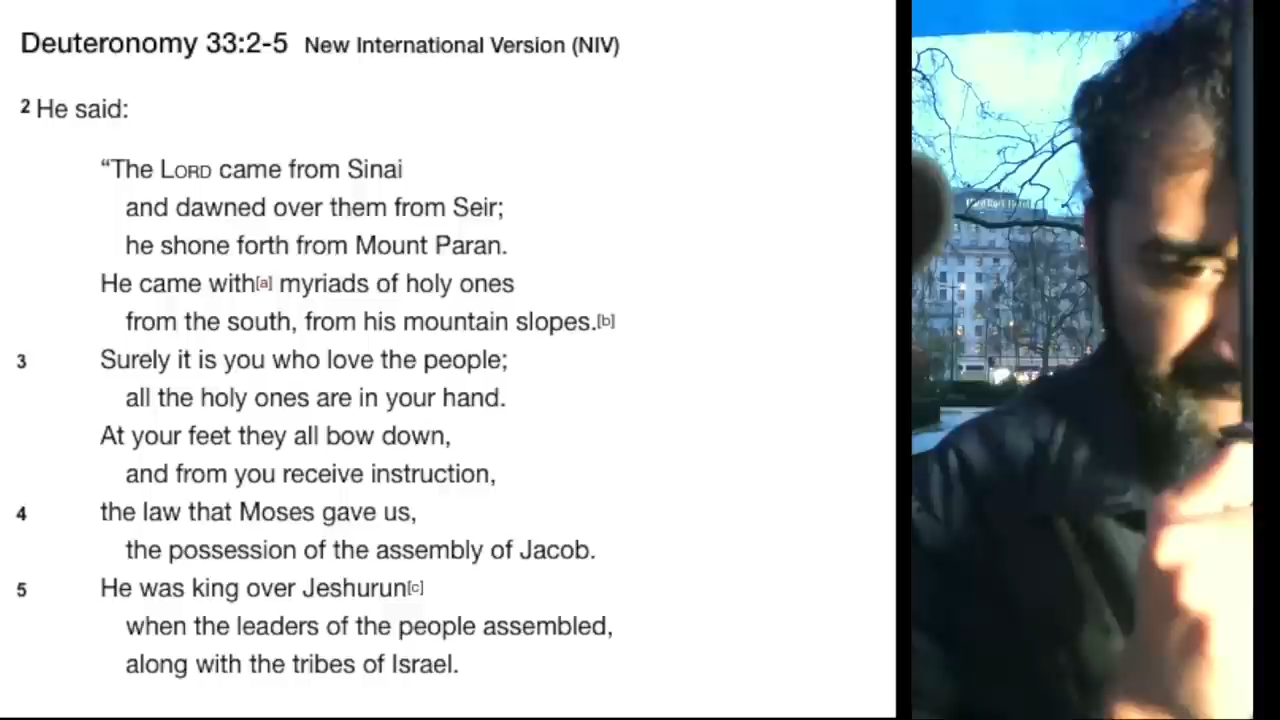 Deuteronomy 33:2-5 New International Version (NIV)
2 He said:
“The LORD came from Sinai
and dawned over them from Seir;
he shone forth from Mount Paran.
He came with[a] myriads of holy ones
from the south, from his mountain slopes.[b]
3 Surely it is you who love the people;
all the holy ones are in your hand.
At your feet they all bow down,
and from you receive instruction,
4 the law that Moses gave us,
the possession of the assembly of Jacob.
5 He was king over Jeshurun[c]
when the leaders of the people assembled,
along with the tribes of Israel.